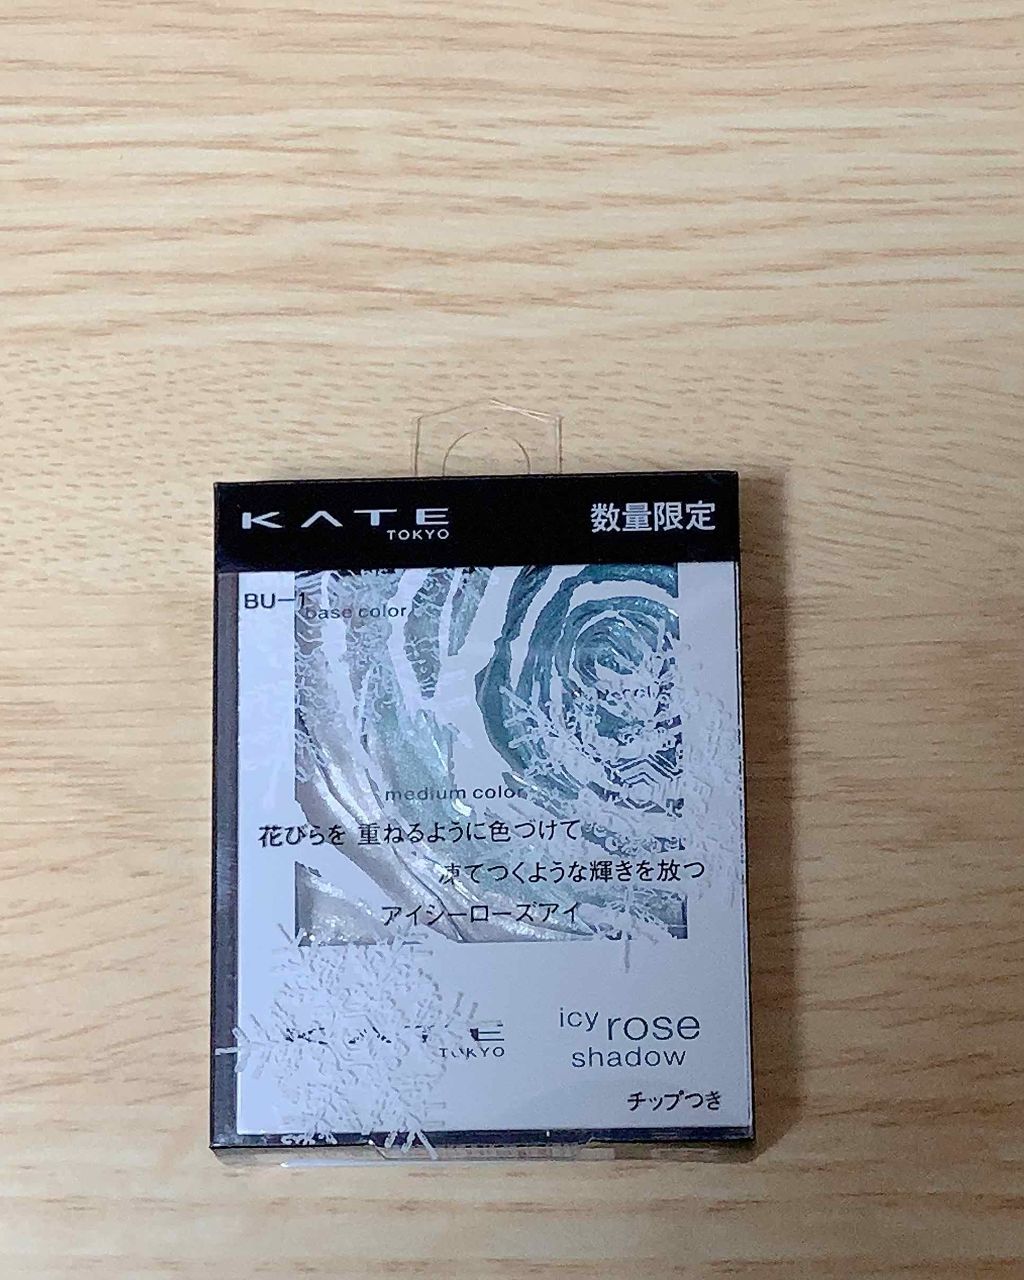 KATE
TOKYO
数量限定
BU-1
base color
medium color
花びらを 重ねるように色づけて
凍てつくような輝きを放つ
アイシーローズアイ
KATE
TOKYO
icy rose
shadow
チップつき